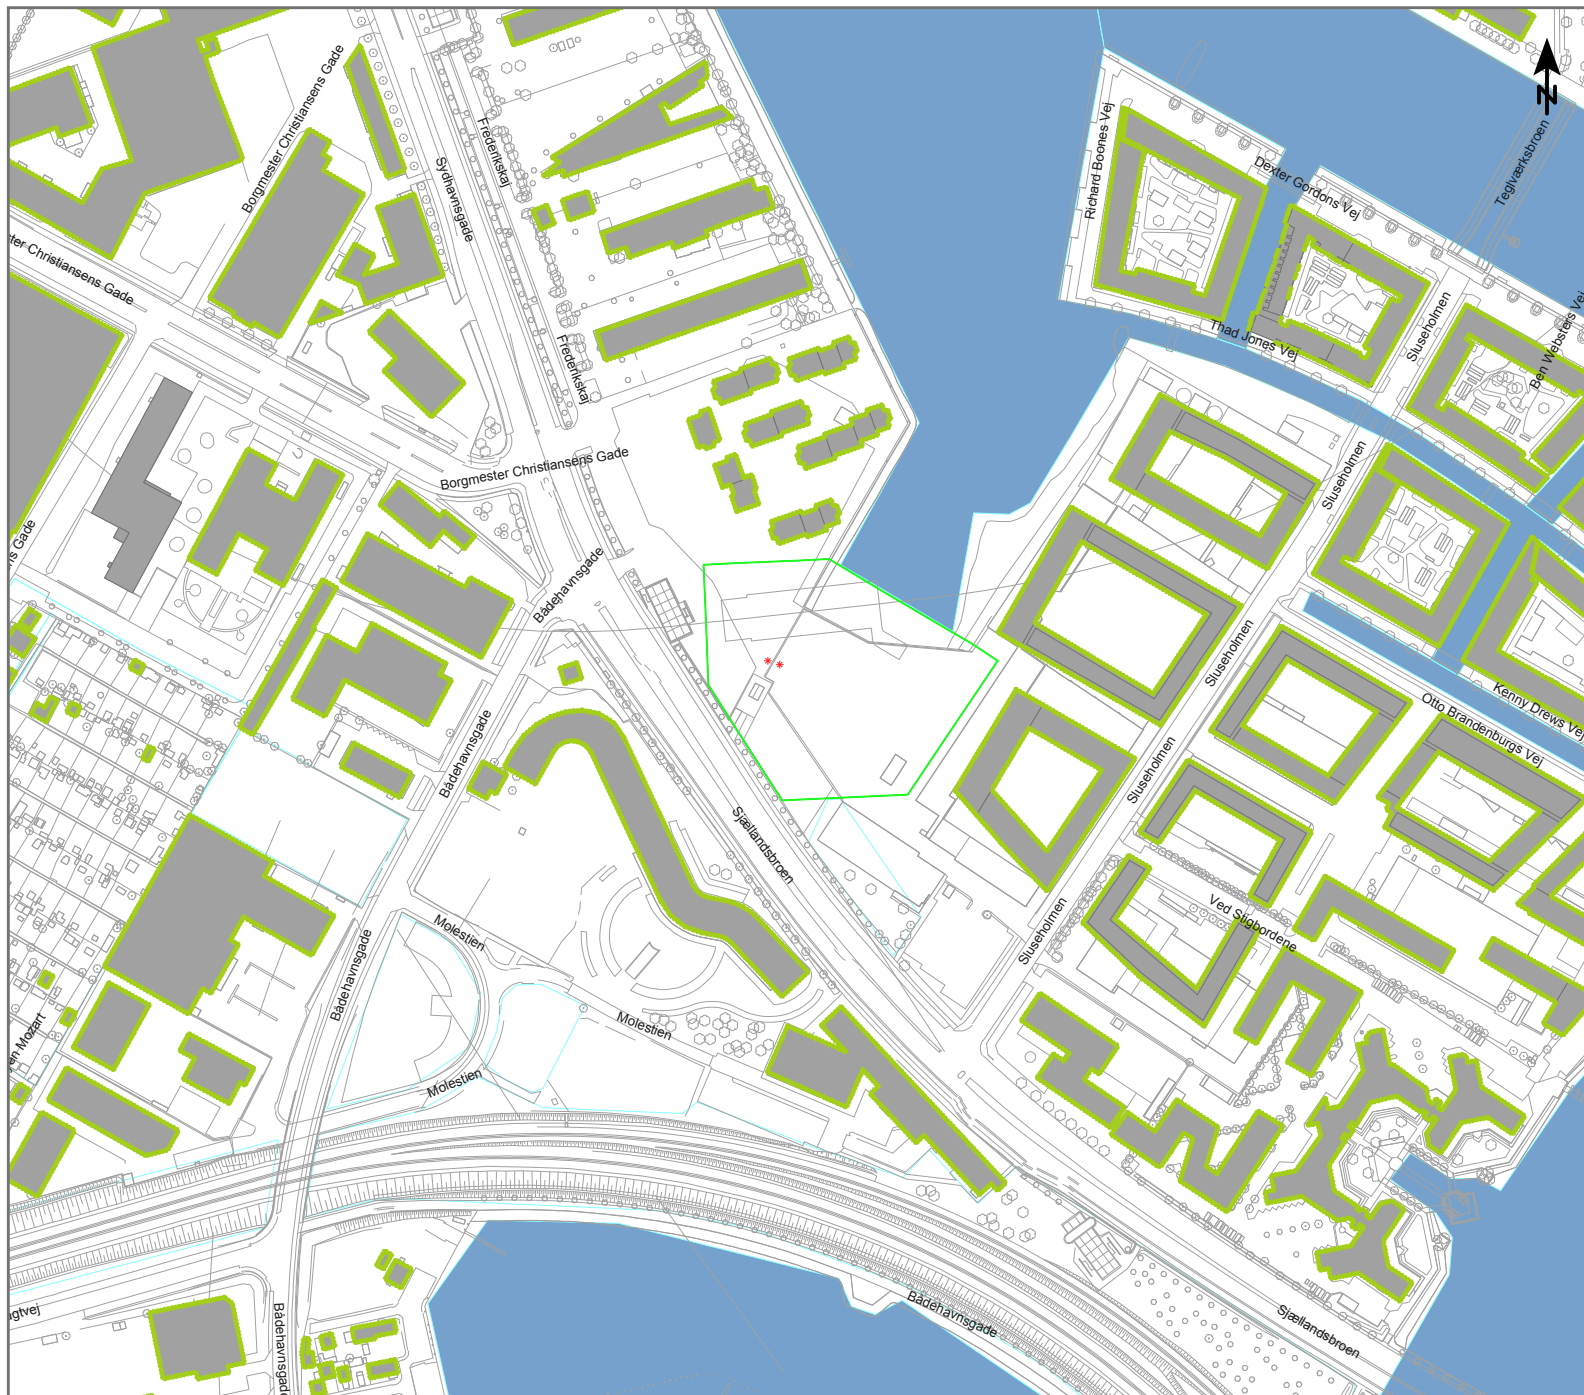 Borgmester Christiansens Gade
Sydhavnsgade
Frederikskaj
Richard Boones Vej
Dexter Gordons Vej
Teglværksbroen
N
Christiansens Gade
Thad Jones Vej
Sluseholmen
Ben Websters Vej
Frederikskaj
Borgmester Christiansens Gade
Sluseholmen
Gade
Bådehavnsgade
Sluseholmen
Kenny Drews Vej
Otto Brandenburgs Vej
Bådehavnsgade
Sluseholmen
Sjællandsbroen
Ved Stigbordene
Molestien
Sluseholmen
Bådehavnsgade
Molestien
Mozart
Molestien
Bådehavnsgade
Sjællandsbroen
Bådehavnsgade